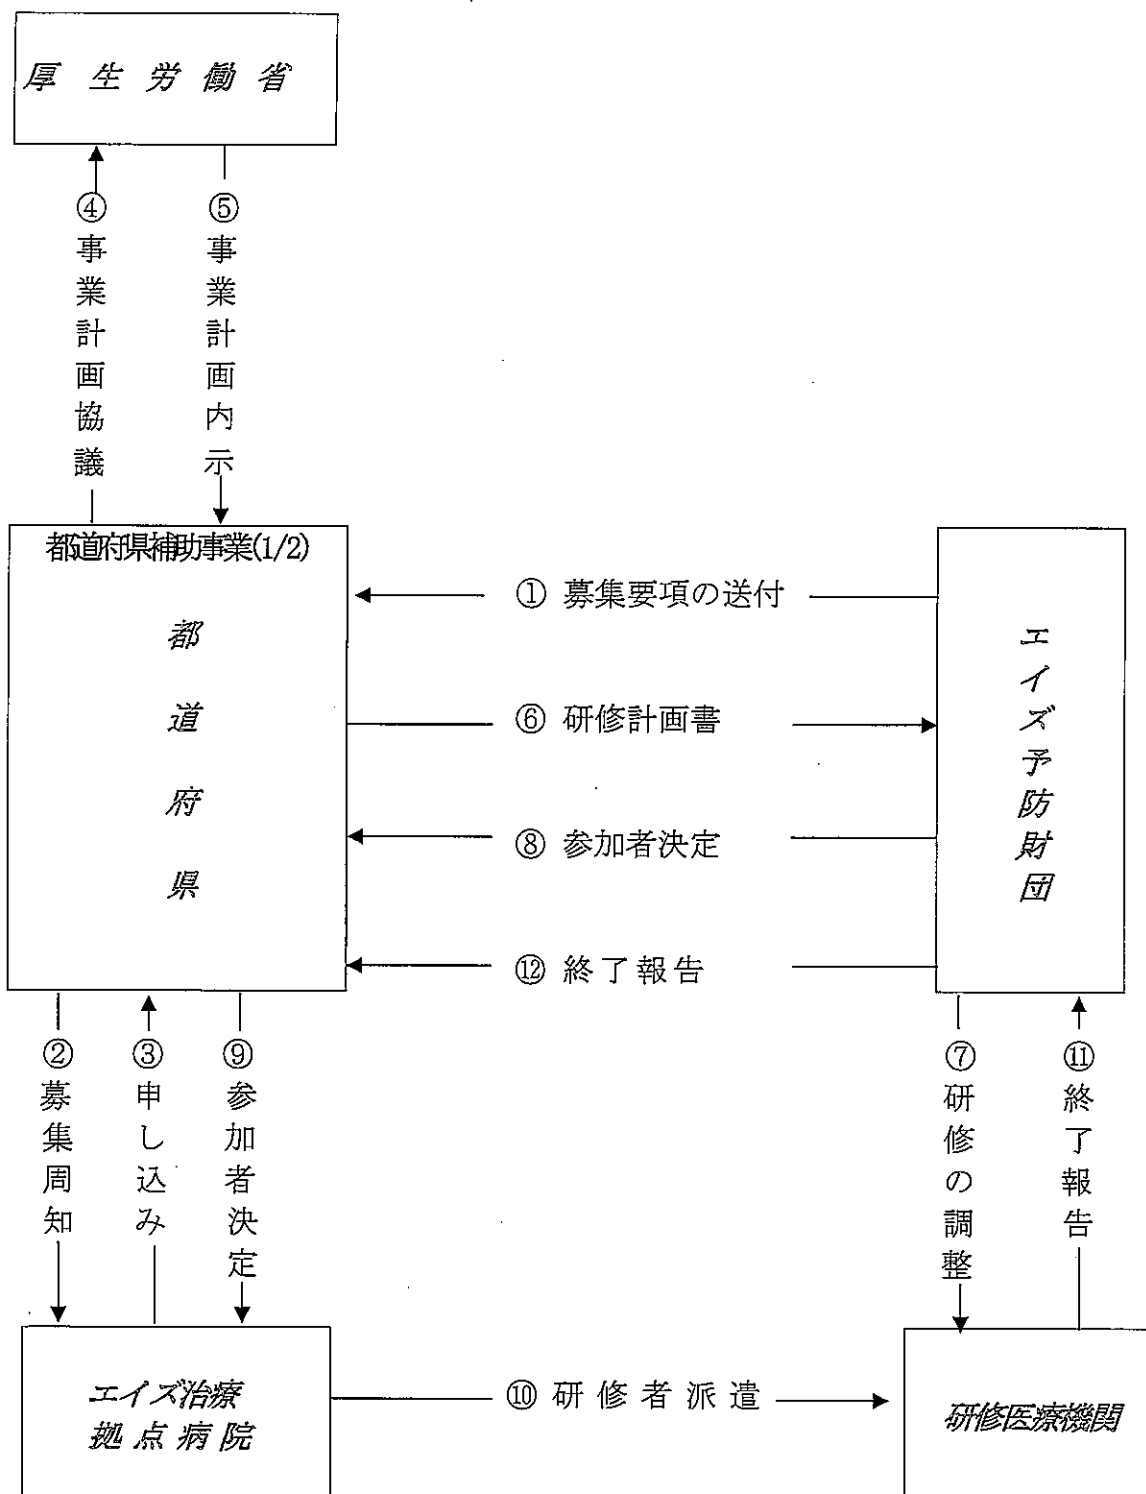 厚生労働省
④事業計画協議
⑤事業計画内示
都道府県補助事業(1/2)
都道府県
① 募集要項の送付
⑥ 研修計画書
⑧ 参加者決定
⑫ 終了報告
エイズ予防財団
②募集周知
③申し込み
⑨参加者決定
⑦研修の調整
⑪終了報告
エイズ治療
拠点病院
⑩ 研修者派遣
研修医療機関